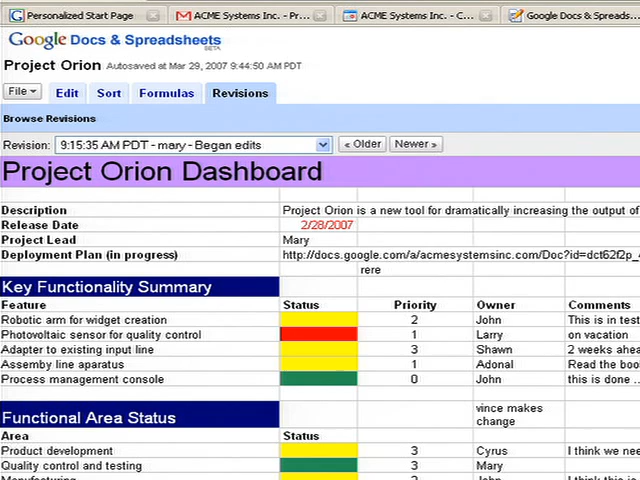 Personalized Start Page
ACME Systems Inc. - Pr...
ACME Systems Inc. - C...
Google Docs & Spreads...
Google Docs & Spreadsheets
BETA
Project Orion Autosaved at Mar 29, 2007 9:44:50 AM PDT
File
Edit Sort Formulas Revisions
Browse Revisions
Revision: 9:15:35 AM PDT - mary - Began edits « Older Newer »
Project Orion Dashboard
Description Project Orion is a new tool for dramatically increasing the output of
Release Date 2/28/2007
Project Lead Mary
Deployment Plan (in progress) http://docs.google.com/a/acmesystemsinc.com/Doc?id=dct62f2p_
rere
Key Functionality Summary
Feature Status Priority Owner Comments
Robotic arm for widget creation 2 John This is in test
Photovoltaic sensor for quality control 1 Larry on vacation
Adapter to existing input line 3 Shawn 2 weeks ahea
Assemby line aparatus 1 Adonal Read the boo
Process management console 0 John this is done ..
Functional Area Status
vince makes
change
Area Status
Product development 3 Cyrus I think we nee
Quality control and testing 3 Mary
Manufacturing 2 John I think this is